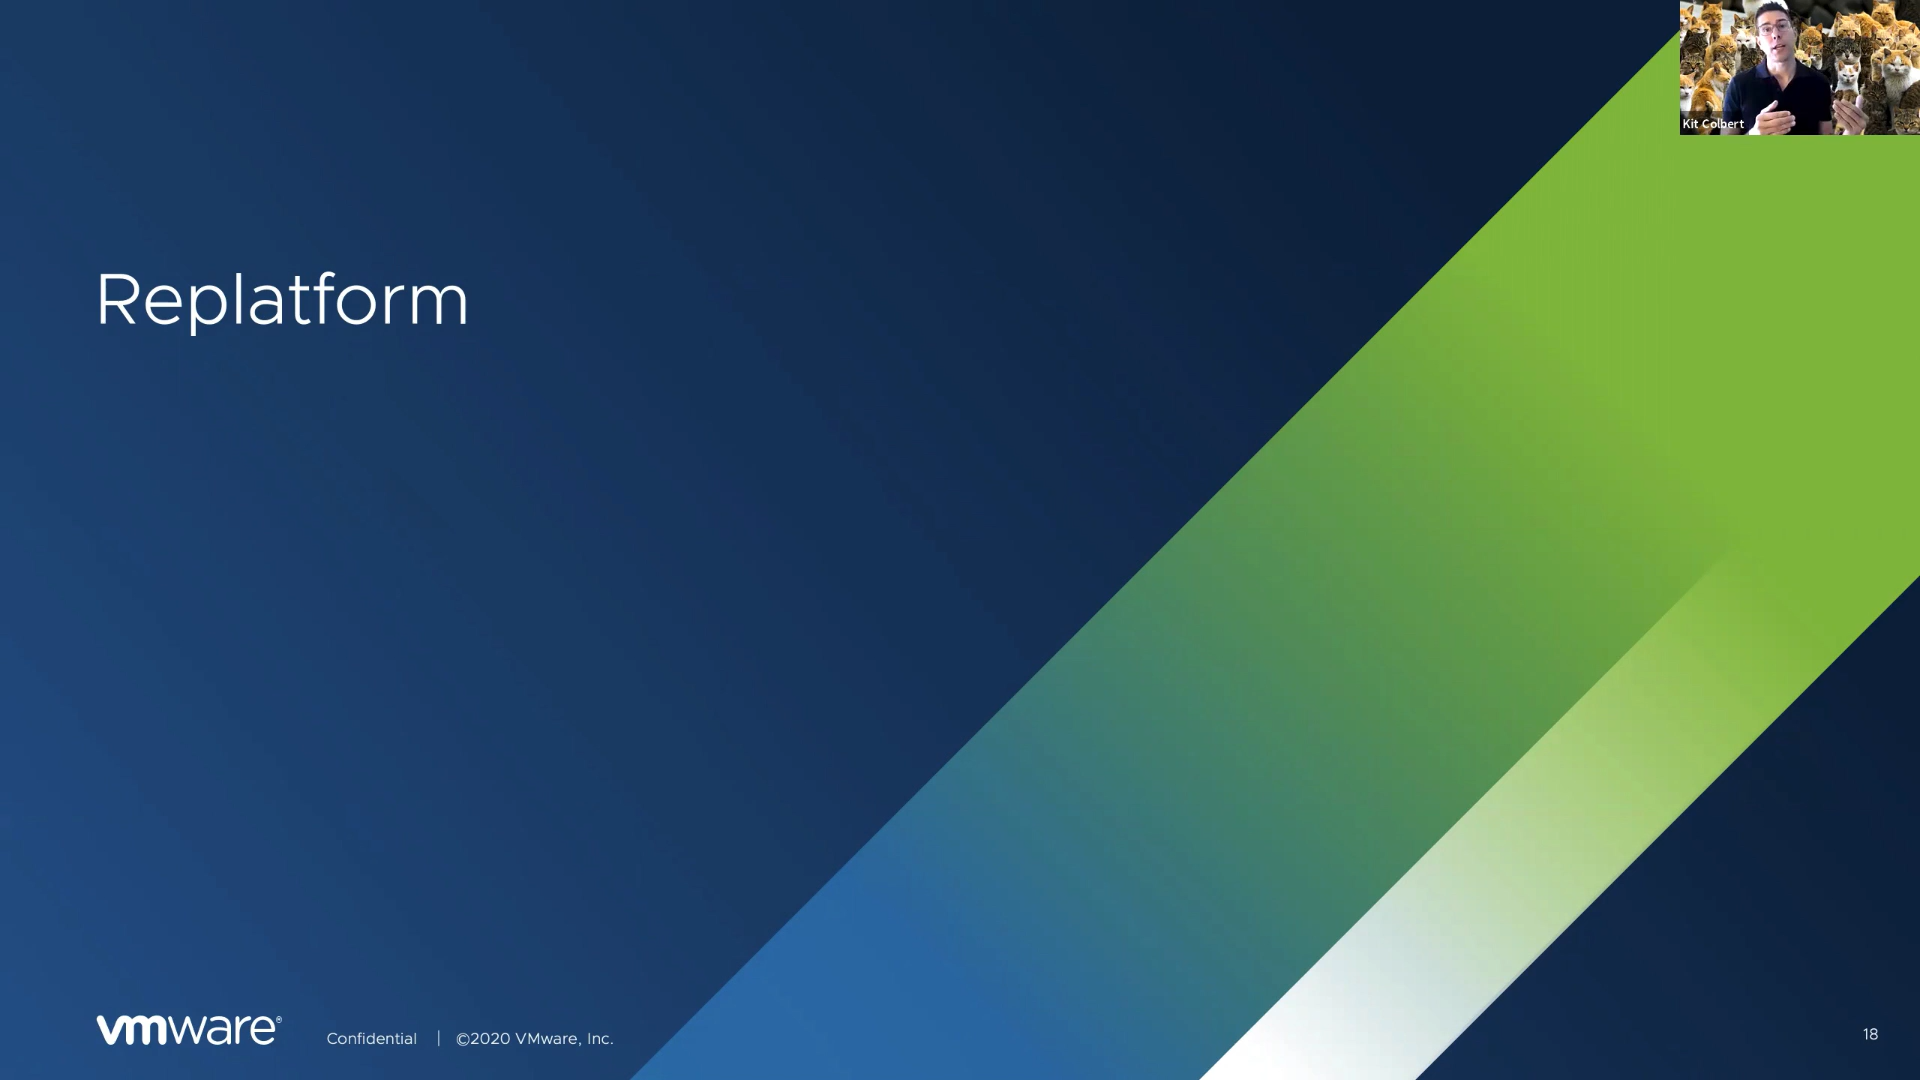 Kit Colbert
Replatform
vmware®
Confidential | ©2020 VMware, Inc.
18